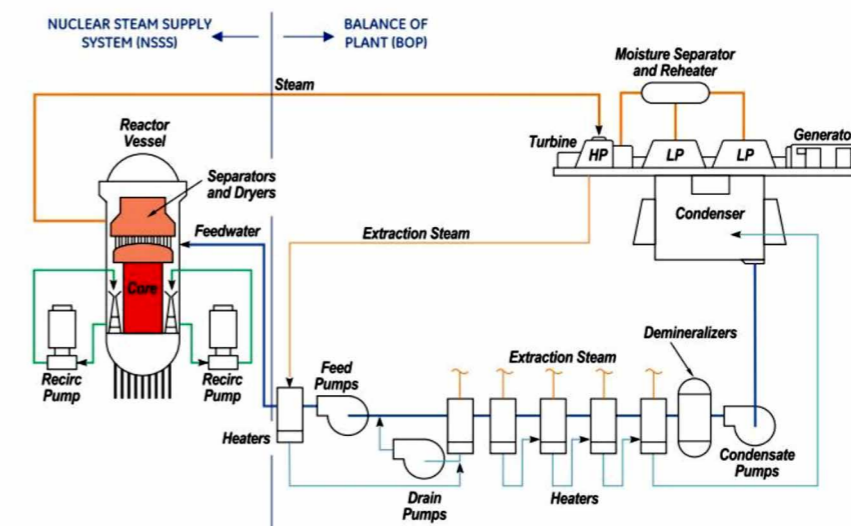 NUCLEAR STEAM SUPPLY
SYSTEM (NSSS)
BALANCE OF
PLANT (BOP)
Steam
Moisture Separator
and Reheater
Reactor
Vessel
Turbine
HP
LP
LP
Generato
Separators
and Dryers
Condenser
Feedwater
Extraction Steam
Core
Demineralizers
Extraction Steam
Feed
Pumps
Recirc
Pump
Recirc
Pump
Heaters
Condensate
Pumps
Drain
Pumps
Heaters